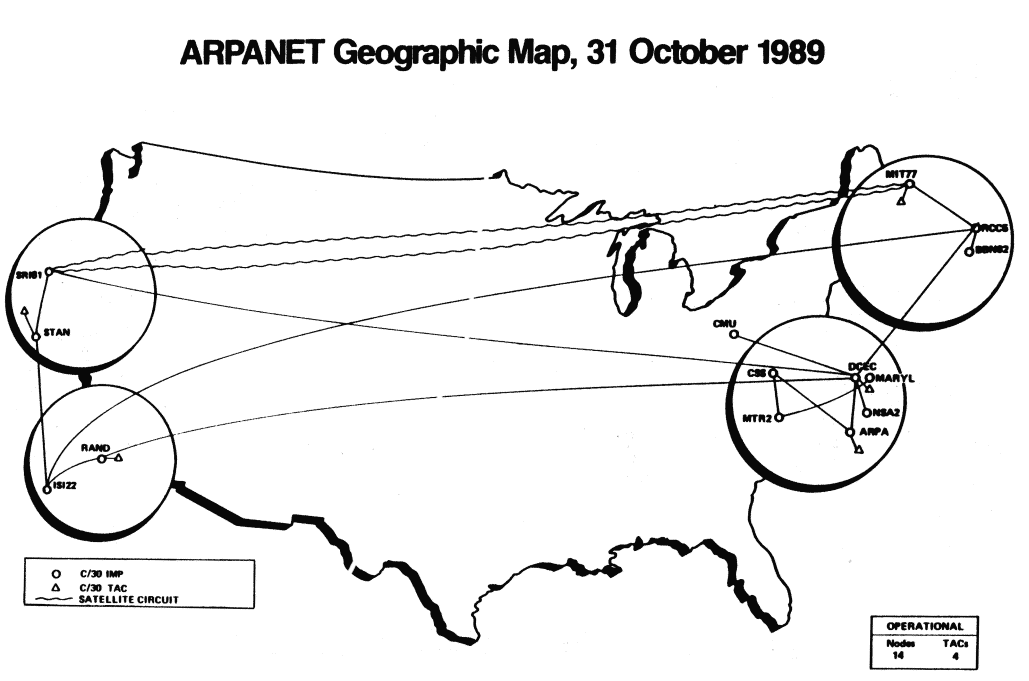 ARPANET Geographic Map, 31 October 1989
MIT77
RCC5
BBN82
SRI51
STAN
CMU
DCEC
CSS
MARYL
MTR2
NSA2
ARPA
RAND
ISI22
C/30 IMP
C/30 TAC
SATELLITE CIRCUIT
OPERATIONAL
Nodes TACs
14 4